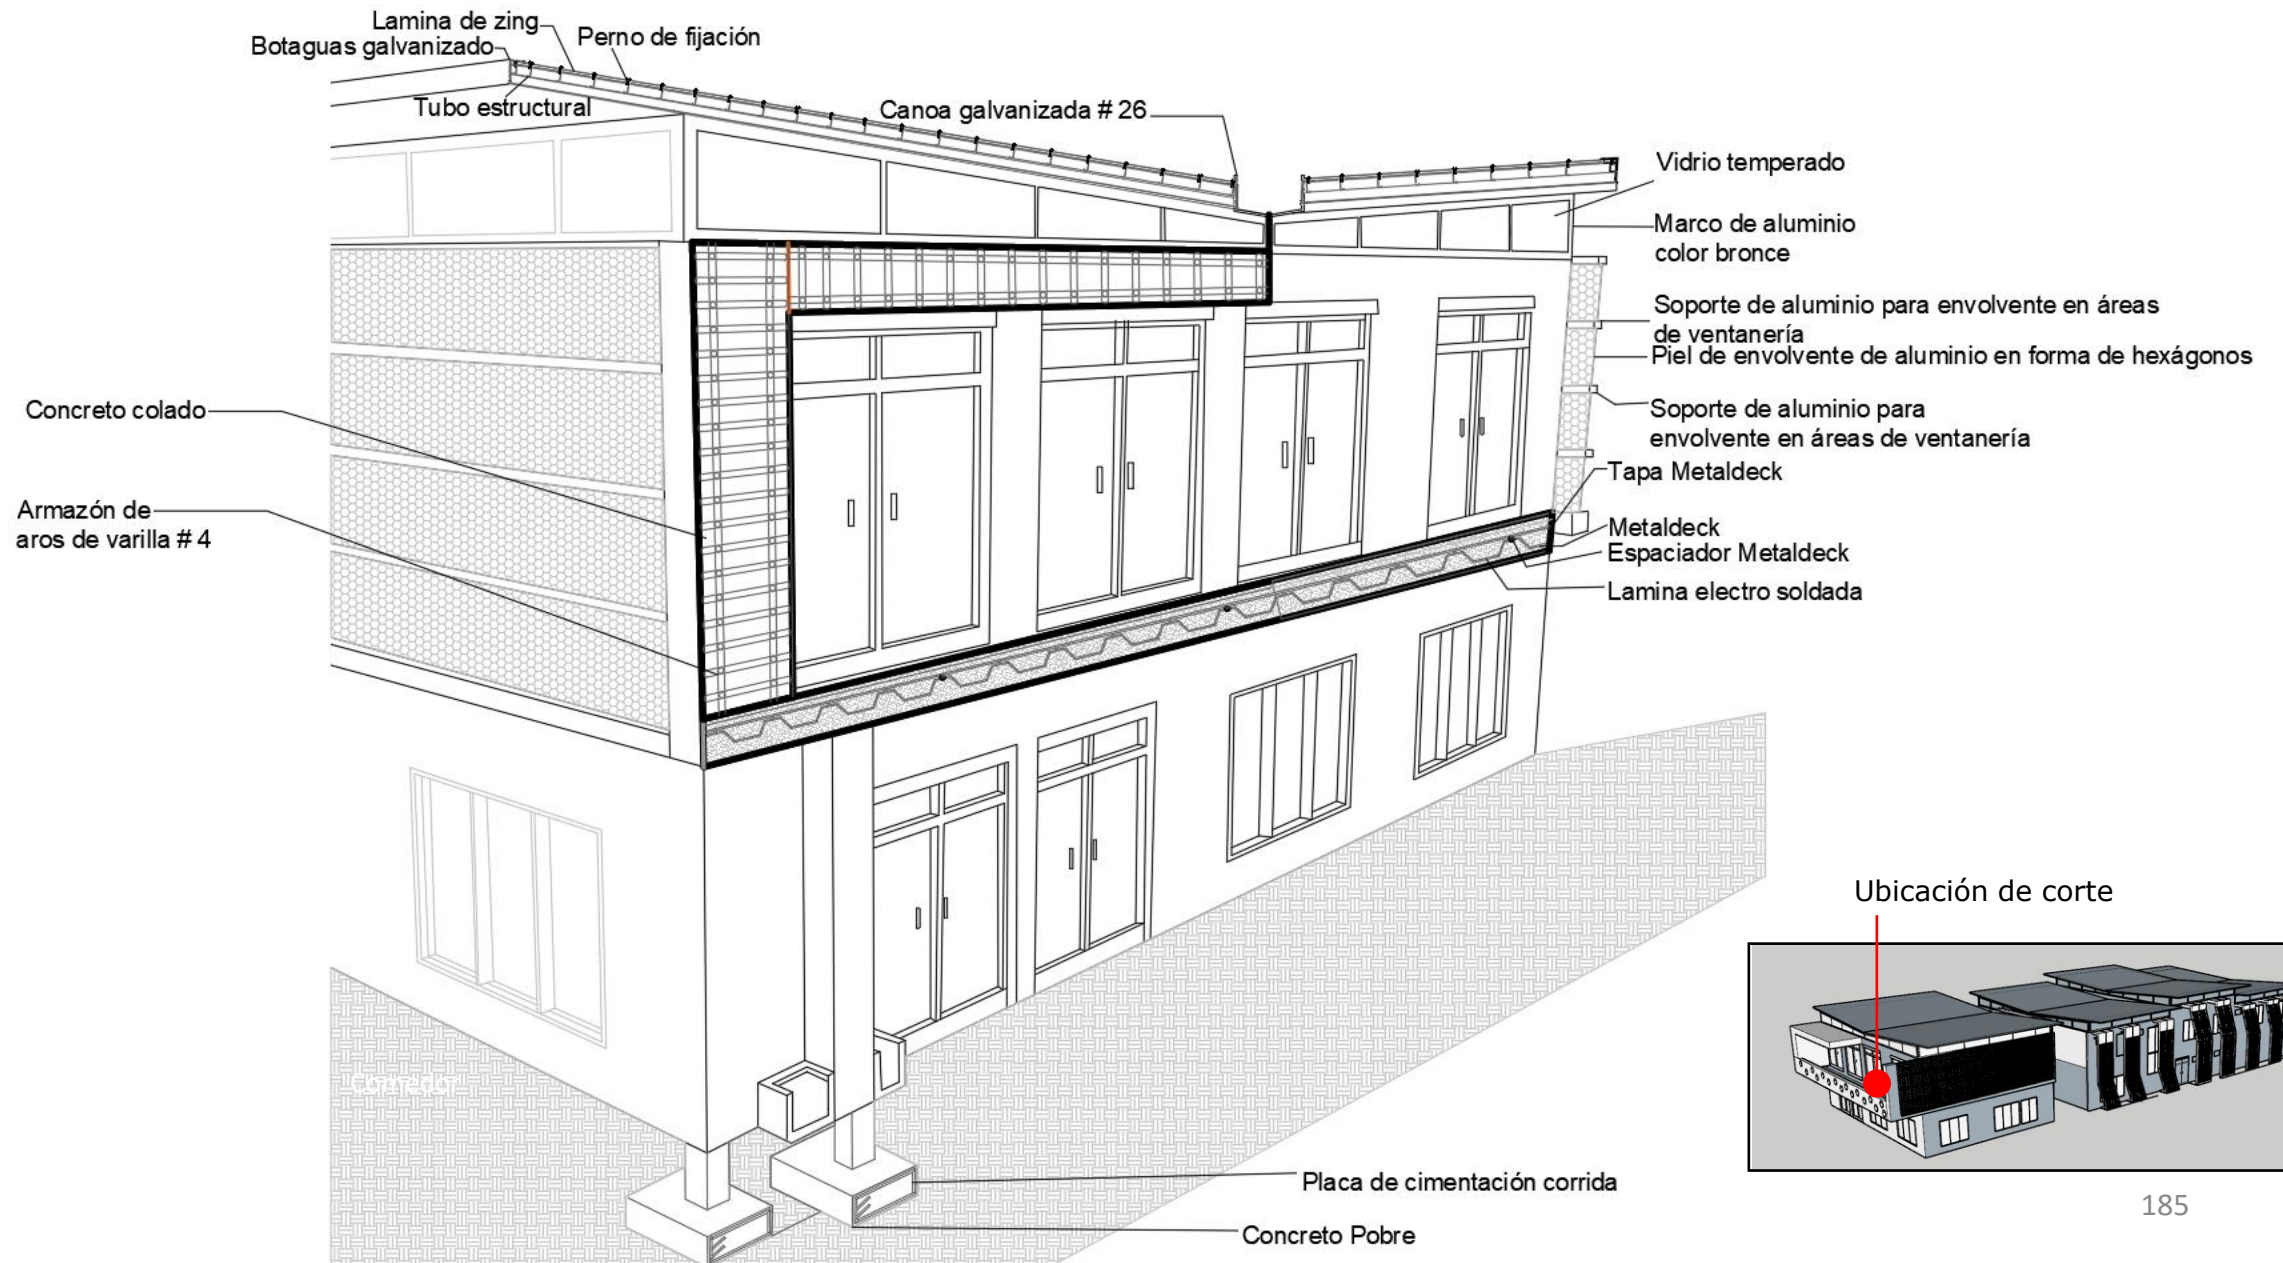 Lamina de zing
Botaguas galvanizado
Perno de fijación
Tubo estructural
Canoa galvanizada # 26
Vidrio temperado
Marco de aluminio
color bronce
Soporte de aluminio para envolvente en áreas
de ventanería
Piel de envolvente de aluminio en forma de hexágonos
Concreto colado
Soporte de aluminio para
envolvente en áreas de ventanería
Tapa Metaldeck
Armazón de
aros de varilla # 4
Metaldeck
Espaciador Metaldeck
Lamina electro soldada
Ubicación de corte
Comedor
Placa de cimentación corrida
Concreto Pobre
185